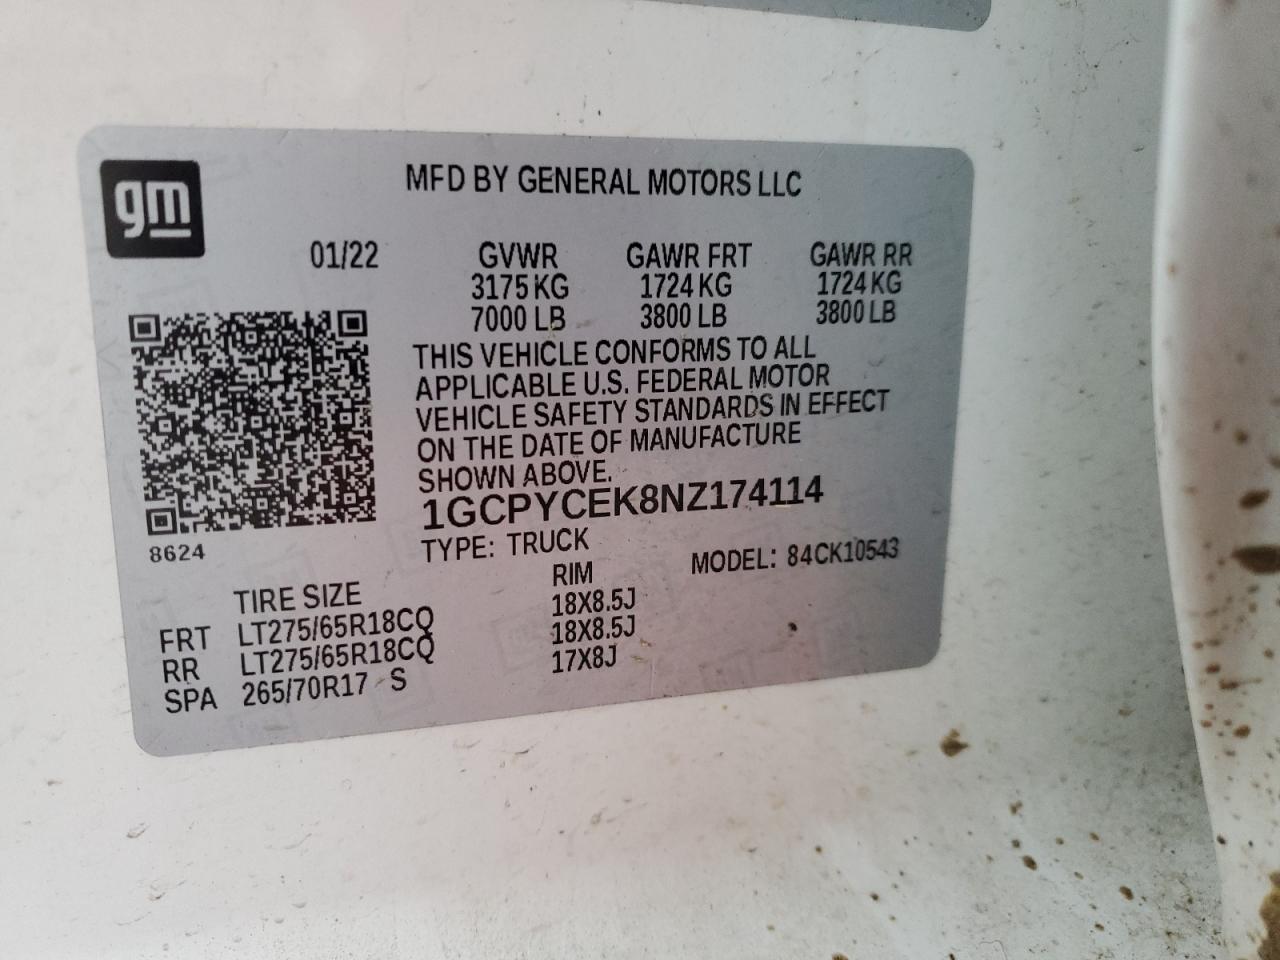 gm
MFD BY GENERAL MOTORS LLC
01/22 GVWR GAWR FRT GAWR RR
3175 KG 1724 KG 1724 KG
7000 LB 3800 LB 3800 LB
THIS VEHICLE CONFORMS TO ALL
APPLICABLE U.S. FEDERAL MOTOR
VEHICLE SAFETY STANDARDS IN EFFECT
ON THE DATE OF MANUFACTURE
SHOWN ABOVE.
1GCPYCEK8NZ174114
8624
TYPE: TRUCK MODEL: 84CK10543
TIRE SIZE RIM
FRT LT275/65R18CQ 18X8.5J
RR LT275/65R18CQ 18X8.5J
SPA 265/70R17 S 17X8J